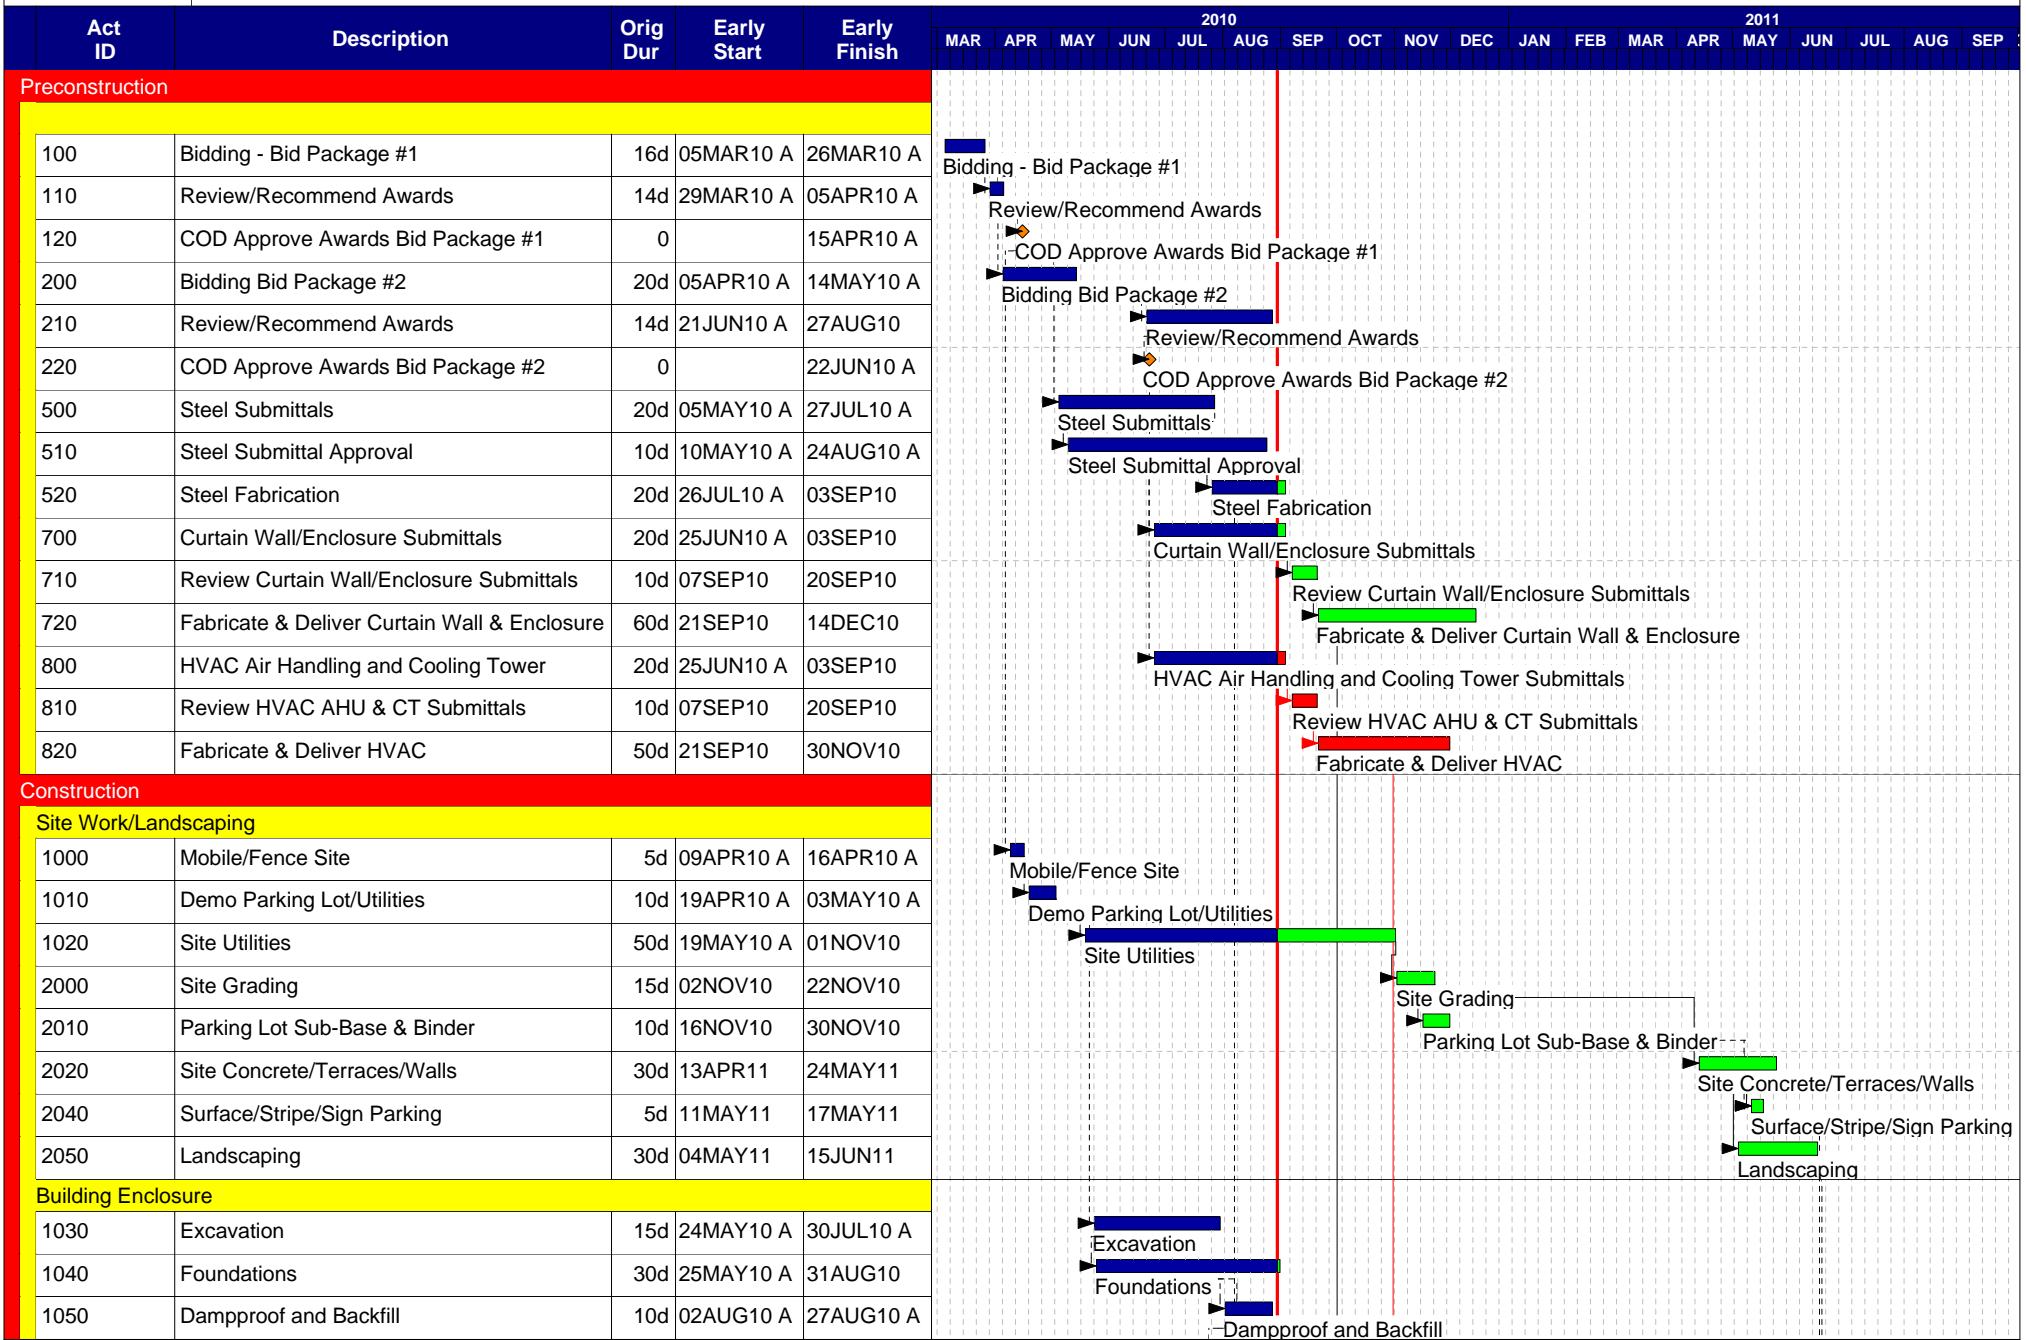 Act ID Description Orig Dur Early Start Early Finish
2010 2011
MAR APR MAY JUN JUL AUG SEP OCT NOV DEC JAN FEB MAR APR MAY JUN JUL AUG SEP
Preconstruction
100 Bidding - Bid Package #1 16d 05MAR10 A 26MAR10 A
Bidding - Bid Package #1
110 Review/Recommend Awards 14d 29MAR10 A 05APR10 A
Review/Recommend Awards
120 COD Approve Awards Bid Package #1 0 15APR10 A
COD Approve Awards Bid Package #1
200 Bidding Bid Package #2 20d 05APR10 A 14MAY10 A
Bidding Bid Package #2
210 Review/Recommend Awards 14d 21JUN10 A 27AUG10
Review/Recommend Awards
220 COD Approve Awards Bid Package #2 0 22JUN10 A
COD Approve Awards Bid Package #2
500 Steel Submittals 20d 05MAY10 A 27JUL10 A
Steel Submittals
510 Steel Submittal Approval 10d 10MAY10 A 24AUG10 A
Steel Submittal Approval
520 Steel Fabrication 20d 26JUL10 A 03SEP10
Steel Fabrication
700 Curtain Wall/Enclosure Submittals 20d 25JUN10 A 03SEP10
Curtain Wall/Enclosure Submittals
710 Review Curtain Wall/Enclosure Submittals 10d 07SEP10 20SEP10
Review Curtain Wall/Enclosure Submittals
720 Fabricate & Deliver Curtain Wall & Enclosure 60d 21SEP10 14DEC10
Fabricate & Deliver Curtain Wall & Enclosure
800 HVAC Air Handling and Cooling Tower 20d 25JUN10 A 03SEP10
HVAC Air Handling and Cooling Tower Submittals
810 Review HVAC AHU & CT Submittals 10d 07SEP10 20SEP10
Review HVAC AHU & CT Submittals
820 Fabricate & Deliver HVAC 50d 21SEP10 30NOV10
Fabricate & Deliver HVAC
Construction
Site Work/Landscaping
1000 Mobile/Fence Site 5d 09APR10 A 16APR10 A
Mobile/Fence Site
1010 Demo Parking Lot/Utilities 10d 19APR10 A 03MAY10 A
Demo Parking Lot/Utilities
1020 Site Utilities 50d 19MAY10 A 01NOV10
Site Utilities
2000 Site Grading 15d 02NOV10 22NOV10
Site Grading
2010 Parking Lot Sub-Base & Binder 10d 16NOV10 30NOV10
Parking Lot Sub-Base & Binder
2020 Site Concrete/Terraces/Walls 30d 13APR11 24MAY11
Site Concrete/Terraces/Walls
2040 Surface/Stripe/Sign Parking 5d 11MAY11 17MAY11
Surface/Stripe/Sign Parking
2050 Landscaping 30d 04MAY11 15JUN11
Landscaping
Building Enclosure
1030 Excavation 15d 24MAY10 A 30JUL10 A
Excavation
1040 Foundations 30d 25MAY10 A 31AUG10
Foundations
1050 Dampproof and Backfill 10d 02AUG10 A 27AUG10 A
Dampproof and Backfill